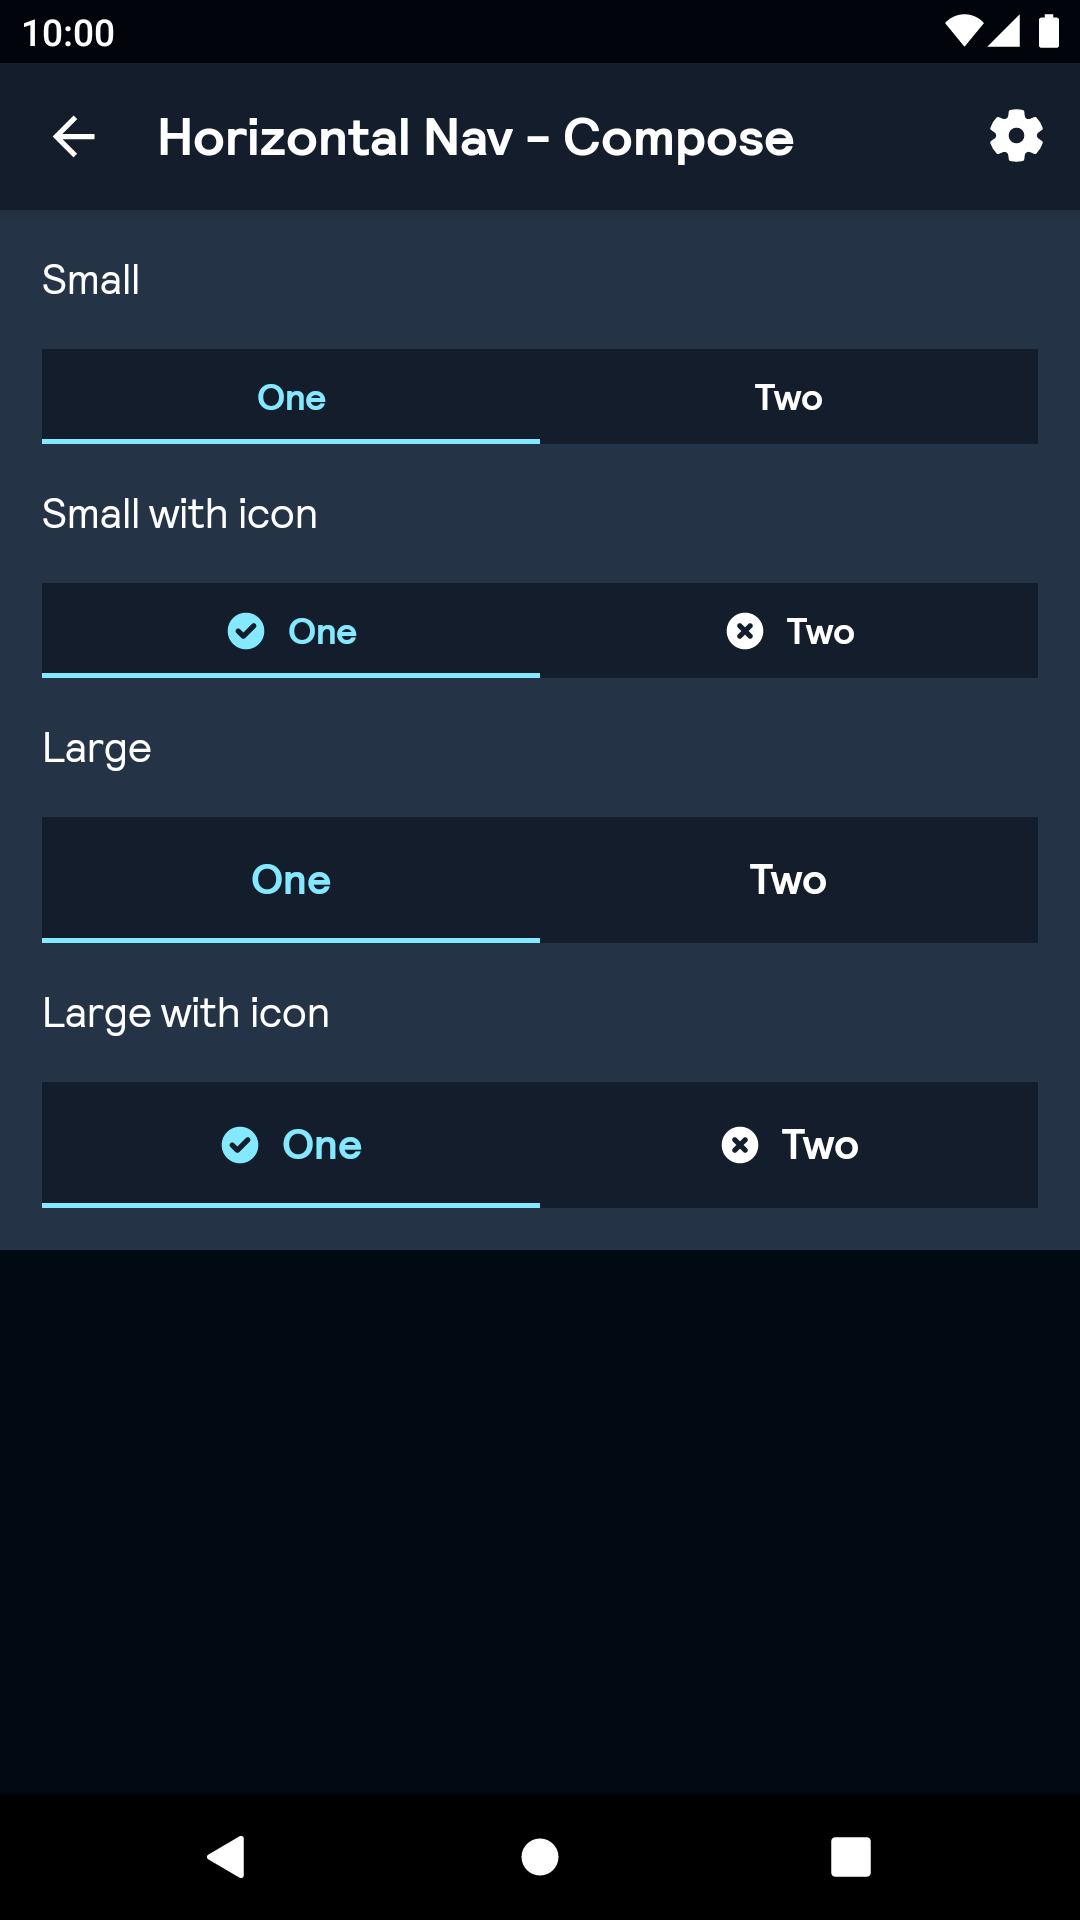 10:00
Horizontal Nav - Compose
Small
One Two
Small with icon
One Two
Large
One Two
Large with icon
One Two